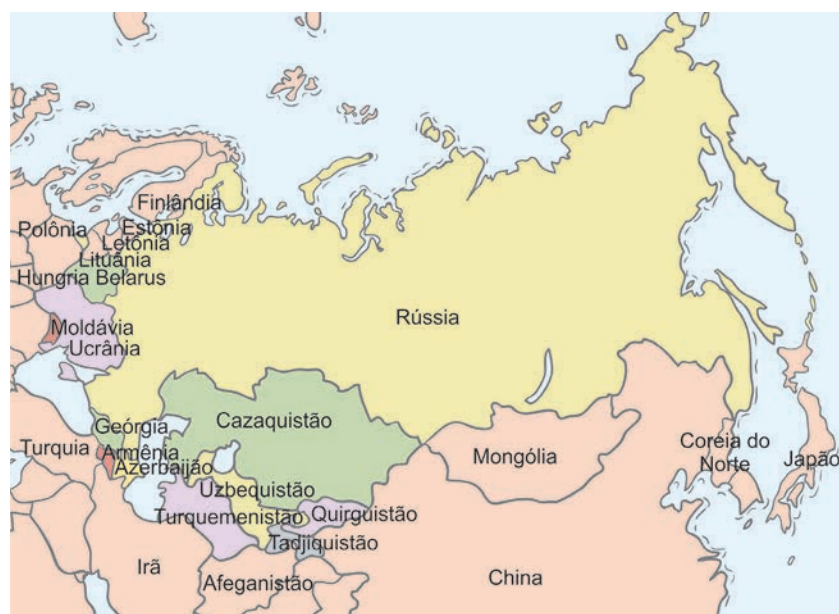 Finlândia
Polônia
Estônia
Letônia
Lituânia
Hungria Belarus
Rússia
Moldávia
Ucrânia
Geórgia
Cazaquistão
Turquia
Armênia
Azerbaijão
Mongólia
Coreia do
Norte
Japão
Uzbequistão
Turquemenistão
Quirguistão
Tadjiquistão
Irã
Afeganistão
China